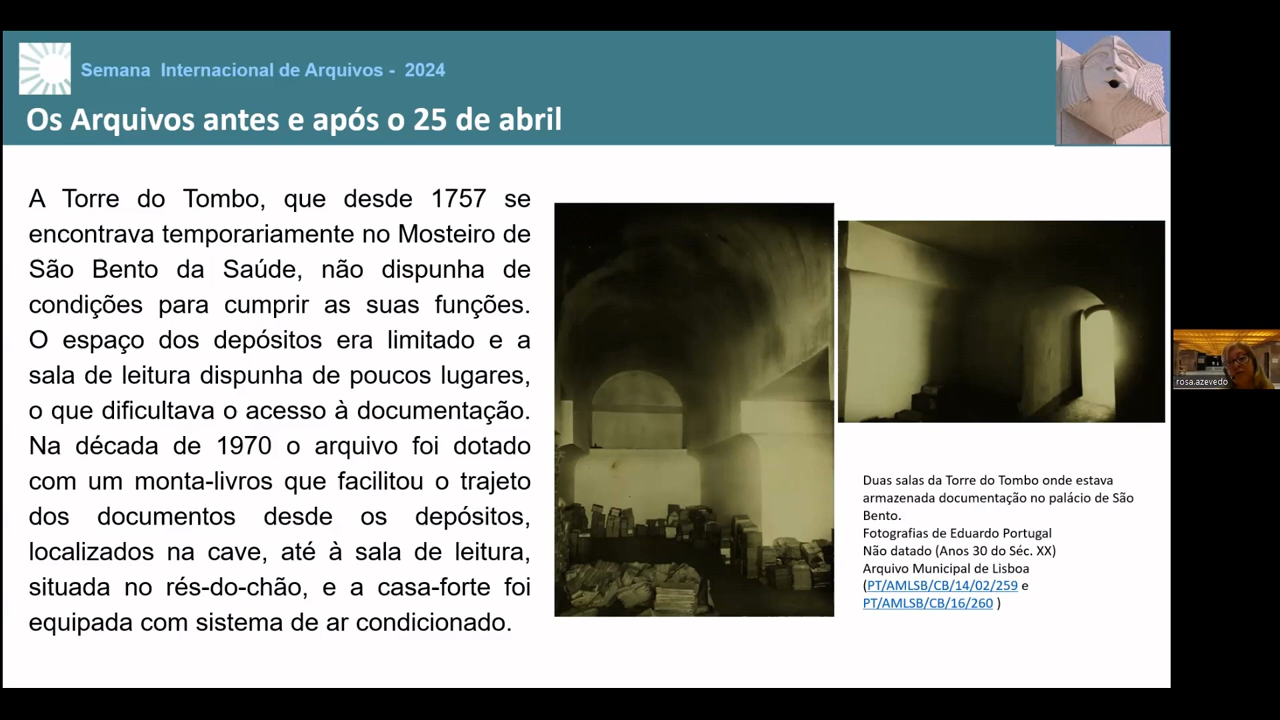 Semana Internacional de Arquivos - 2024
Os Arquivos antes e após o 25 de abril
A Torre do Tombo, que desde 1757 se
encontrava temporariamente no Mosteiro de
São Bento da Saúde, não dispunha de
condições para cumprir as suas funções.
O espaço dos depósitos era limitado e a
sala de leitura dispunha de poucos lugares,
o que dificultava o acesso à documentação.
Na década de 1970 o arquivo foi dotado
com um monta-livros que facilitou o trajeto
dos documentos desde os depósitos,
localizados na cave, até à sala de leitura,
situada no rés-do-chão, e a casa-forte foi
equipada com sistema de ar condicionado.
Duas salas da Torre do Tombo onde estava
armazenada documentação no palácio de São
Bento.
Fotografias de Eduardo Portugal
Não datado (Anos 30 do Séc. XX)
Arquivo Municipal de Lisboa
(PT/AMLSB/CB/14/02/259 e
PT/AMLSB/CB/16/260 )
rosa.azevedo